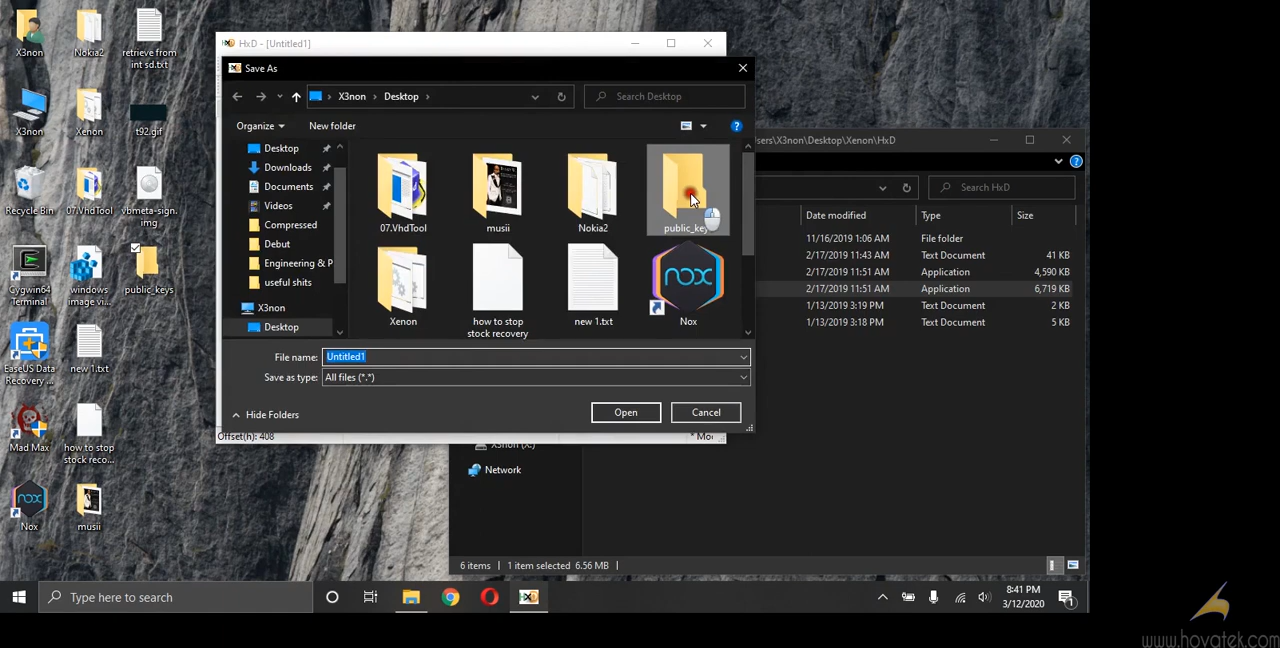 X3non
Nokia2
retrieve from
int sd.txt
X3non
Xenon
t92.gif
Recycle Bin
07.VhdTool
vbmeta-sign.
img
Cygwin64
Terminal
windows
image vi...
public_keys
EaseUS Data
Recovery ...
new 1.txt
Mad Max
how to stop
stock reco...
Nox
musii
HxD - [Untitled1]
Save As
X3non > Desktop >
Search Desktop
Organize
New folder
Desktop
Downloads
Documents
Videos
Compressed
Debut
Engineering & P
useful shits
X3non
Desktop
07.VhdTool
musii
Nokia2
public_key
Xenon
how to stop
stock recovery
new 1.txt
Nox
File name:
Untitled1
Save as type:
All files (*.*)
Hide Folders
Open
Cancel
Offset(h): 408
sers\X3non\Desktop\Xenon\HxD
Search HxD
Date modified
Type
Size
11/16/2019 1:06 AM
File folder
2/17/2019 11:43 AM
Text Document
41 KB
2/17/2019 11:51 AM
Application
4,590 KB
2/17/2019 11:51 AM
Application
6,719 KB
1/13/2019 3:19 PM
Text Document
2 KB
1/13/2019 3:18 PM
Text Document
5 KB
X3non (X:)
Network
6 items
1 item selected 6.56 MB
Type here to search
8:41 PM
3/12/2020
1
www.hovatek.com